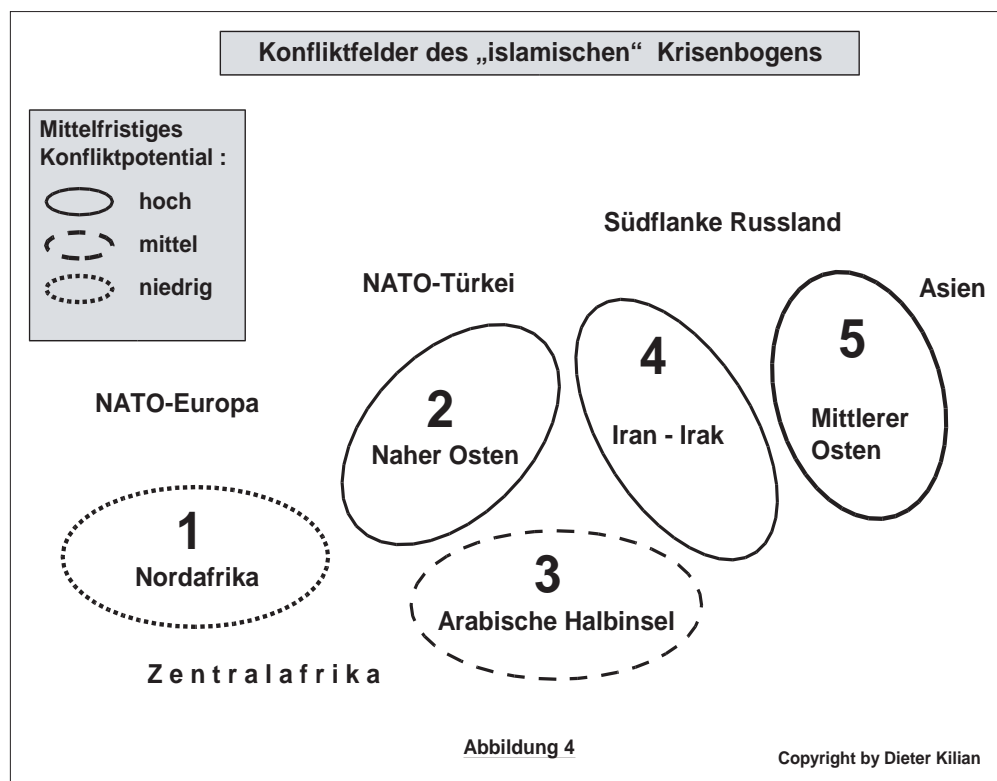 Konfliktfelder des „islamischen“ Krisenbogens
Mittelfristiges
Konfliktpotential :
hoch
mittel
niedrig
Südflanke Russland
NATO-Türkei
Asien
NATO-Europa
5
Mittlerer
Osten
4
Iran - Irak
2
Naher Osten
1
Nordafrika
3
Arabische Halbinsel
Zentralafrika
Abbildung 4
Copyright by Dieter Kilian